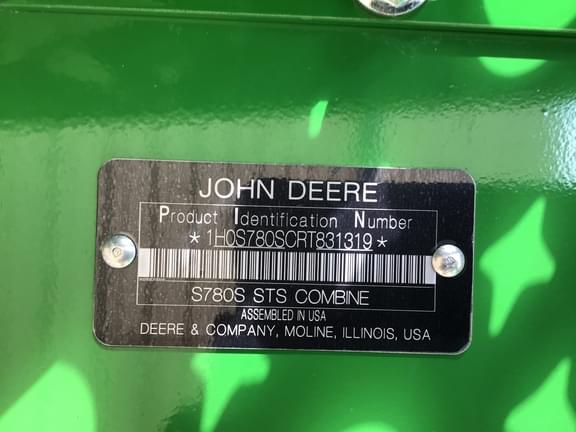 JOHN DEERE
Product Identification Number
*1H0S780SCRT831319*
S780S STS COMBINE
ASSEMBLED IN USA
DEERE & COMPANY, MOLINE, ILLINOIS, USA